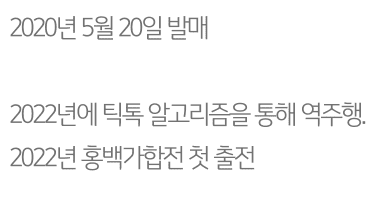 2020년 5월 20일 발매
2022년에 틱톡 알고리즘을 통해 역주행.
2022년 홍백가합전 첫 출전